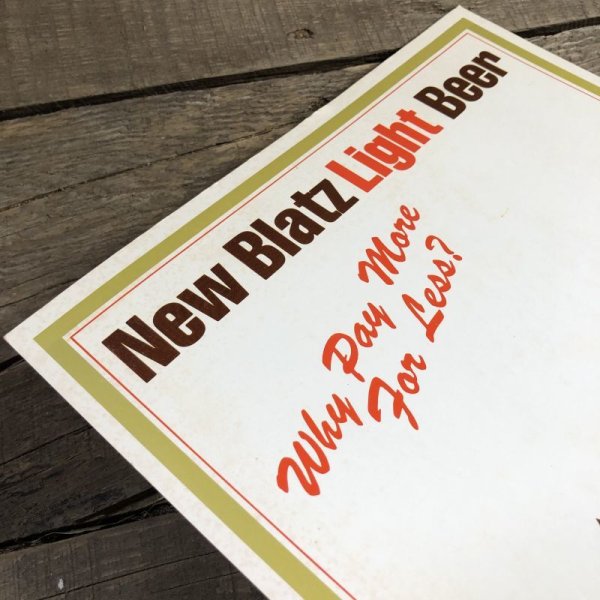 New Blatz Light Beer
Why Pay More
For Less?